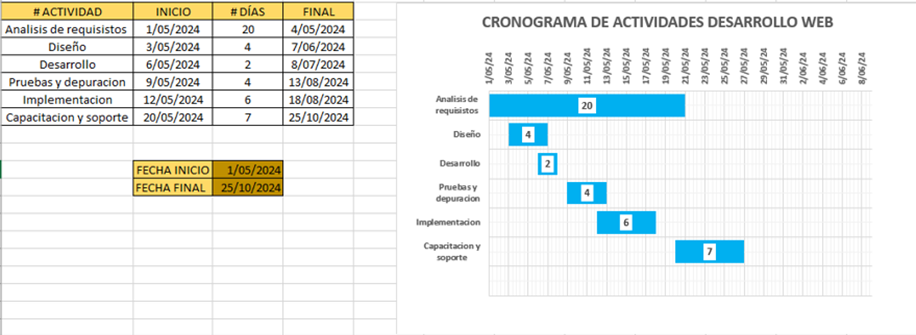 # ACTIVIDAD INICIO # DÍAS FINAL
Analisis de requisistos 1/05/2024 20 4/05/2024
Diseño 3/05/2024 4 7/06/2024
Desarrollo 6/05/2024 2 8/07/2024
Pruebas y depuracion 9/05/2024 4 13/08/2024
Implementacion 12/05/2024 6 18/08/2024
Capacitacion y soporte 20/05/2024 7 25/10/2024
FECHA INICIO 1/05/2024
FECHA FINAL 25/10/2024
CRONOGRAMA DE ACTIVIDADES DESARROLLO WEB
1/05/24 3/05/24 5/05/24 7/05/24 9/05/24 11/05/24 13/05/24 15/05/24 17/05/24 19/05/24 21/05/24 23/05/24 25/05/24 27/05/24 29/05/24 31/05/24 2/06/24 4/06/24 6/06/24 8/06/24
Analisis de
requisistos
20
Diseño 4
Desarrollo 2
Pruebas y
depuracion
4
Implementacion 6
Capacitacion y
soporte
7